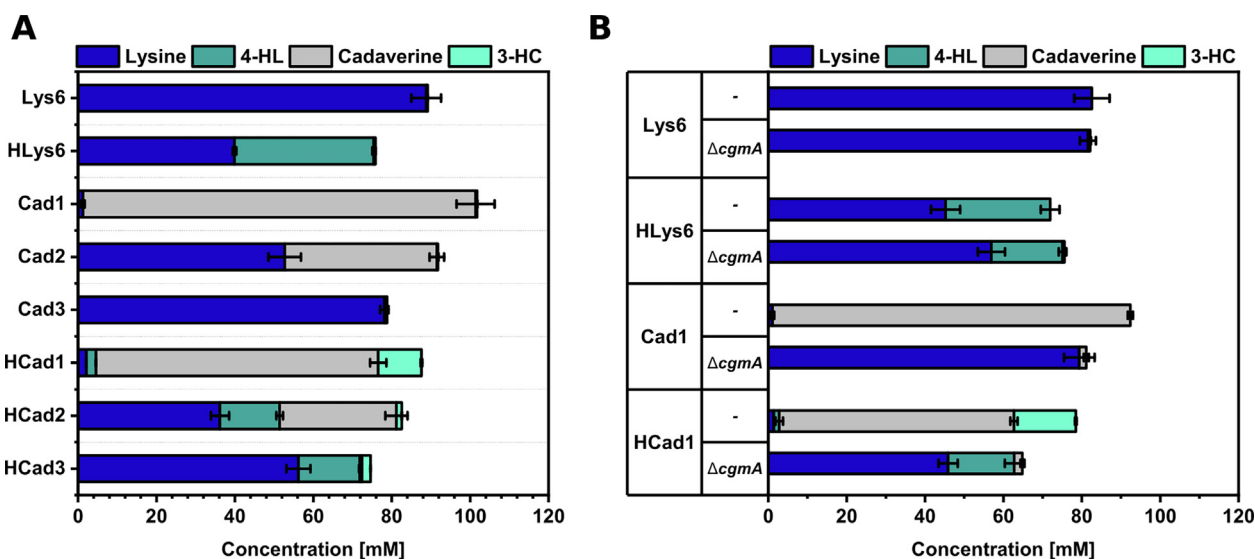 A
Lysine 4-HL Cadaverine 3-HC
Lys6
HLys6
Cad1
Cad2
Cad3
HCad1
HCad2
HCad3
0 20 40 60 80 100 120
Concentration [mM]
B
Lysine 4-HL Cadaverine 3-HC
Lys6
-
ΔcgmA
HLys6
-
ΔcgmA
Cad1
-
ΔcgmA
HCad1
-
ΔcgmA
0 20 40 60 80 100 120
Concentration [mM]